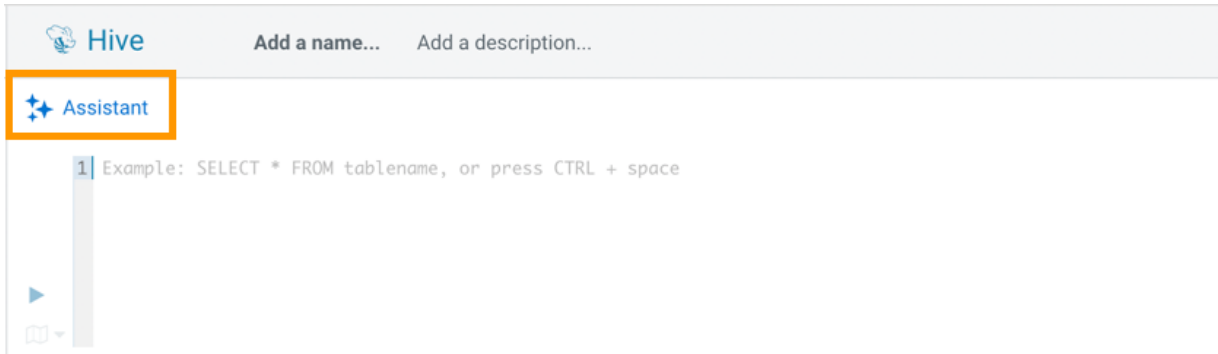 Hive Add a name... Add a description...
Assistant
1 Example: SELECT * FROM tablename, or press CTRL + space